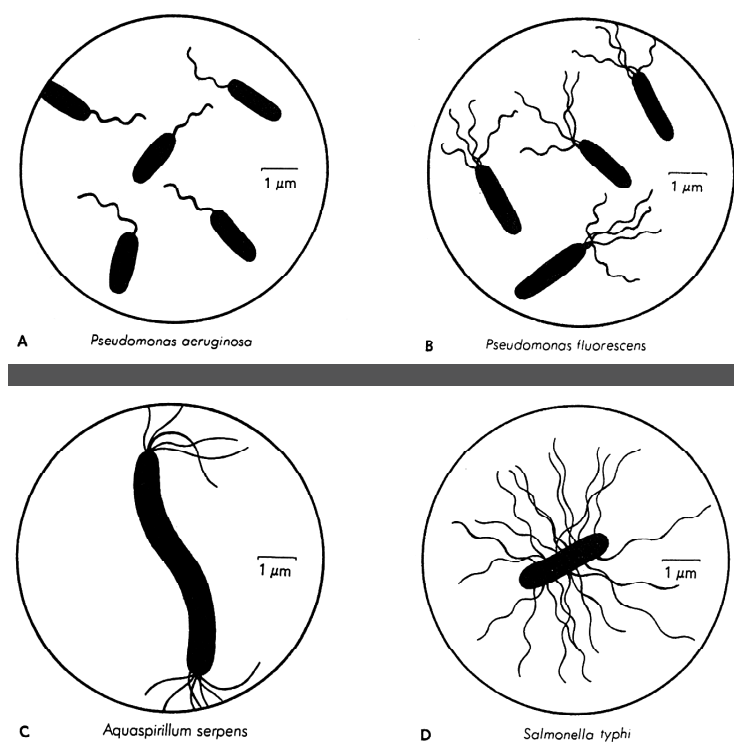 1 μm
A Pseudomonas aeruginosa
1 μm
B Pseudomonas fluorescens
1 μm
C Aquaspirillum serpens
1 μm
D Salmonella typhi